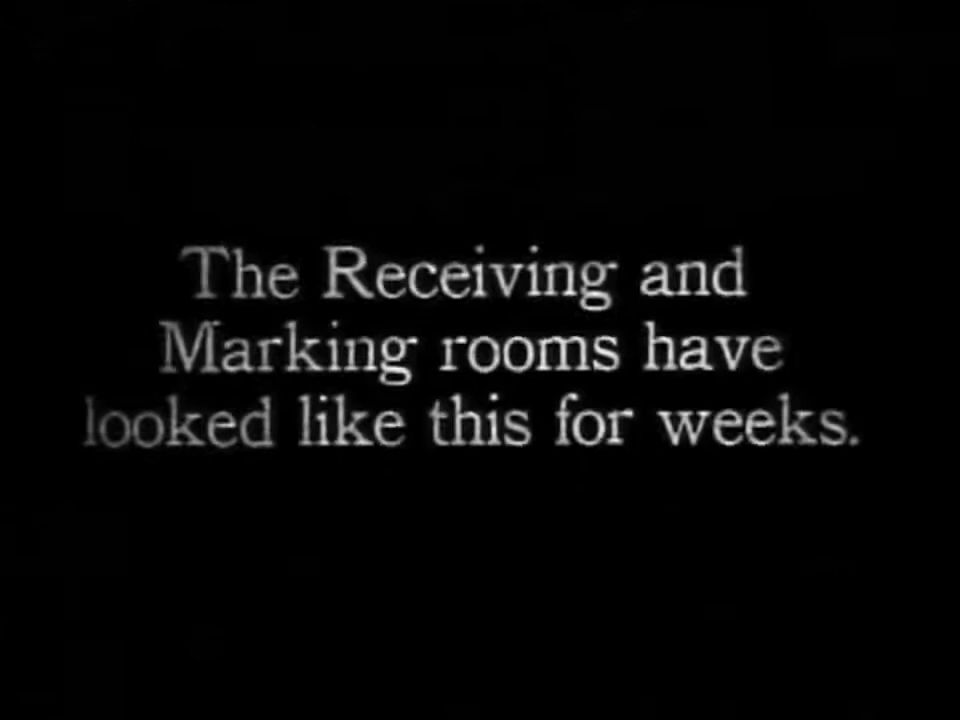 The Receiving and
Marking rooms have
looked like this for weeks.